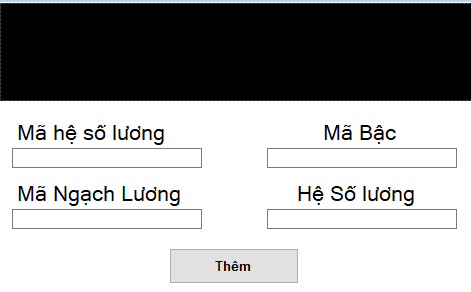 Mã hệ số lương
Mã Bậc
Mã Ngạch Lương
Hệ Số lương
Thêm